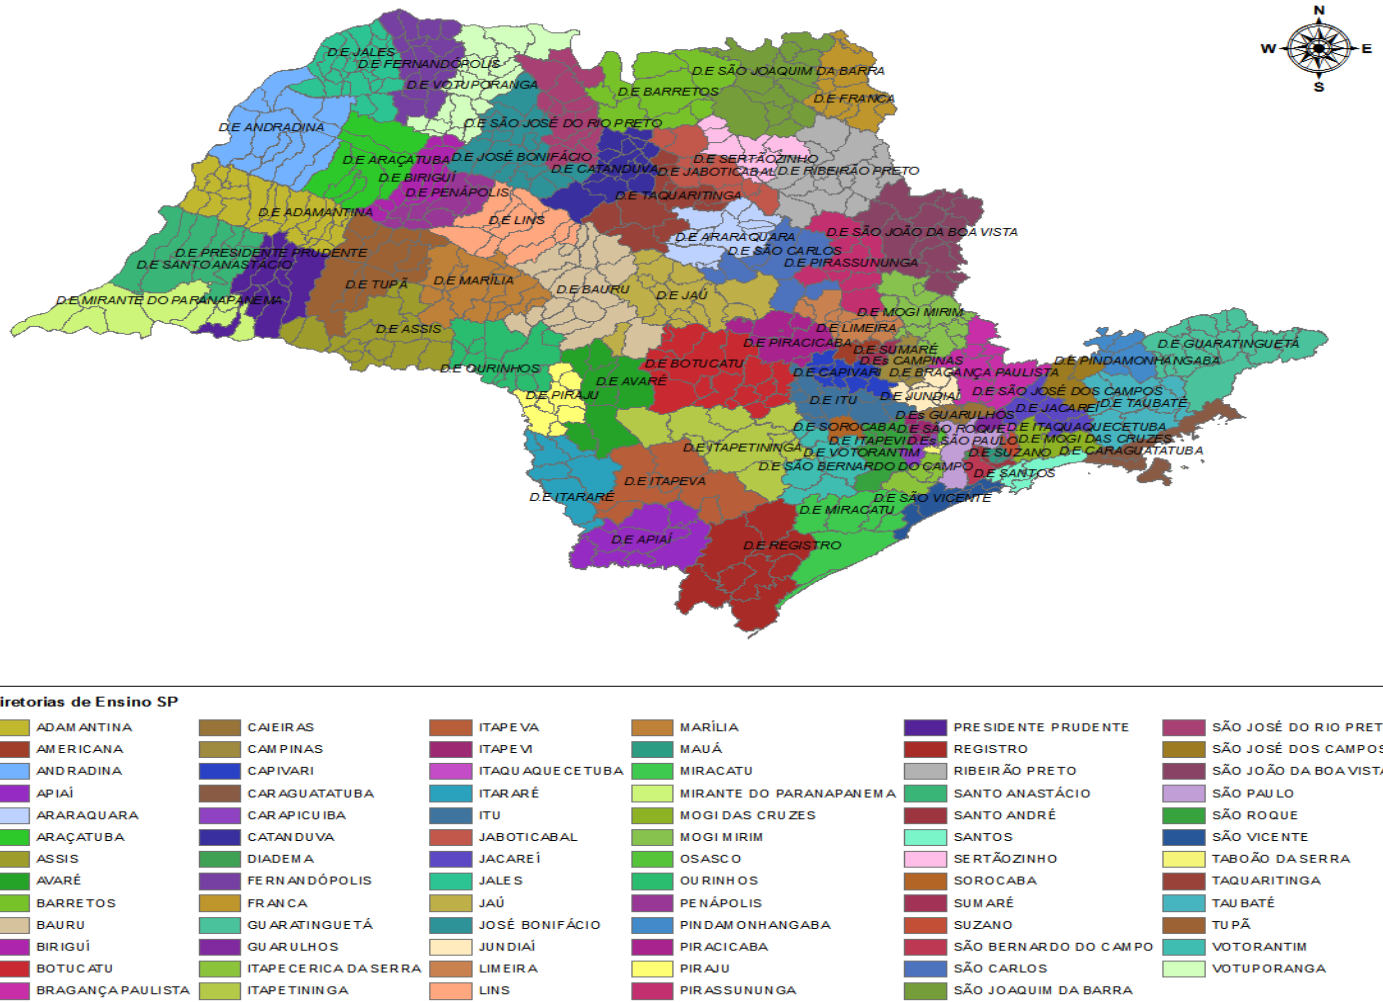 N
W E
S
D.E JALES
D.E FERNANDÓPOLIS
D.E VOTUPORANGA
D.E SÃO JOAQUIM DA BARRA
D.E BARRETOS
D.E FRANCA
D.E ANDRADINA
D.E SÃO JOSÉ DO RIO PRETO
D.E ARAÇATUBA
D.E JOSÉ BONIFÁCIO
D.E SERTÃOZINHO
D.E CATANDUVA
D.E JABOTICABAL
D.E RIBEIRÃO PRETO
D.E BIRIGUÍ
D.E PENÁPOLIS
D.E TAQUARITINGA
D.E ADAMANTINA
D.E LINS
D.E ARARAQUARA
D.E SÃO JOÃO DA BOA VISTA
D.E PRESIDENTE PRUDENTE
D.E SÃO CARLOS
D.E SANTO ANASTÁCIO
D.E PIRASSUNUNGA
D.E TUPÃ
D.E MARÍLIA
D.E BAURU
D.E JAÚ
D.E MIRANTE DO PARANAPANEMA
D.E MOGI MIRIM
D.E ASSIS
D.E LIMEIRA
D.E PIRACICABA
D.E GUARATINGUETÁ
D.E SUMARÉ
D.Es CAMPINAS
D.E PINDAMONHANGABA
D.E OURINHOS
D.E BOTUCATU
D.E CAPIVARI
D.E BRAGANÇA PAULISTA
D.E AVARÉ
D.E SÃO JOSÉ DOS CAMPOS
D.E PIRAJU
D.E ITU
D.E JUNDIAÍ
D.E JACAREÍ
D.E TAUBATÉ
D.Es GUARULHOS
D.E SOROCABA
D.E SÃO ROQUE
D.E ITAQUAQUECETUBA
D.E ITAPEVI
D.Es SÃO PAULO
D.E MOGI DAS CRUZES
D.E ITAPETININGA
D.E VOTORANTIM
D.E SUZANO
D.E CARAGUATATUBA
D.E SÃO BERNARDO DO CAMPO
D.E SANTOS
D.E ITAPEVA
D.E ITARARÉ
D.E SÃO VICENTE
D.E MIRACATU
D.E APIAÍ
D.E REGISTRO
iretorias de Ensino SP
ADAMANTINA
AMERICANA
ANDRADINA
APIAÍ
ARARAQUARA
ARAÇATUBA
ASSIS
AVARÉ
BARRETOS
BAURU
BIRIGUÍ
BOTUCATU
BRAGANÇA PAULISTA
CAIEIRAS
CAMPINAS
CAPIVARI
CARAGUATATUBA
CARAPICUIBA
CATANDUVA
DIADEMA
FERNANDÓPOLIS
FRANCA
GUARATINGUETÁ
GUARULHOS
ITAPECERICA DA SERRA
ITAPETININGA
ITAPEVA
ITAPEVI
ITAQUAQUECETUBA
ITARARÉ
ITU
JABOTICABAL
JACAREÍ
JALES
JAÚ
JOSÉ BONIFÁCIO
JUNDIAÍ
LIMEIRA
LINS
MARÍLIA
MAUÁ
MIRACATU
MIRANTE DO PARANAPANEMA
MOGI DAS CRUZES
MOGI MIRIM
OSASCO
OURINHOS
PENÁPOLIS
PINDAMONHANGABA
PIRACICABA
PIRAJU
PIRASSUNUNGA
PRESIDENTE PRUDENTE
REGISTRO
RIBEIRÃO PRETO
SANTO ANASTÁCIO
SANTO ANDRÉ
SANTOS
SERTÃOZINHO
SOROCABA
SUMARÉ
SUZANO
SÃO BERNARDO DO CAMPO
SÃO CARLOS
SÃO JOAQUIM DA BARRA
SÃO JOSÉ DO RIO PRET
SÃO JOSÉ DOS CAMPOS
SÃO JOÃO DA BOA VISTA
SÃO PAULO
SÃO ROQUE
SÃO VICENTE
TABOÃO DA SERRA
TAQUARITINGA
TAUBATÉ
TUPÃ
VOTORANTIM
VOTUPORANGA